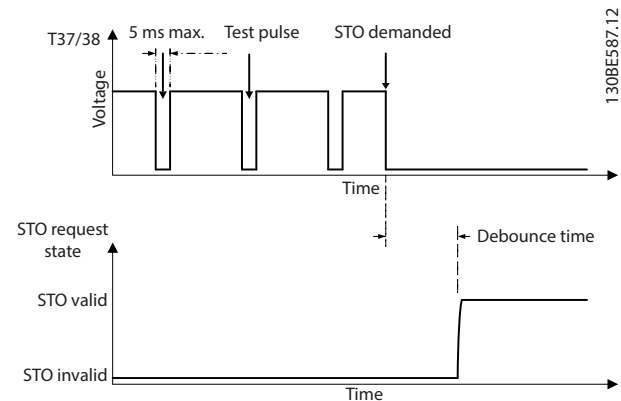 T37/38
5 ms max.
Test pulse
STO demanded
130BE587.12
Voltage
Time
STO request
state
Debounce time
STO valid
STO invalid
Time